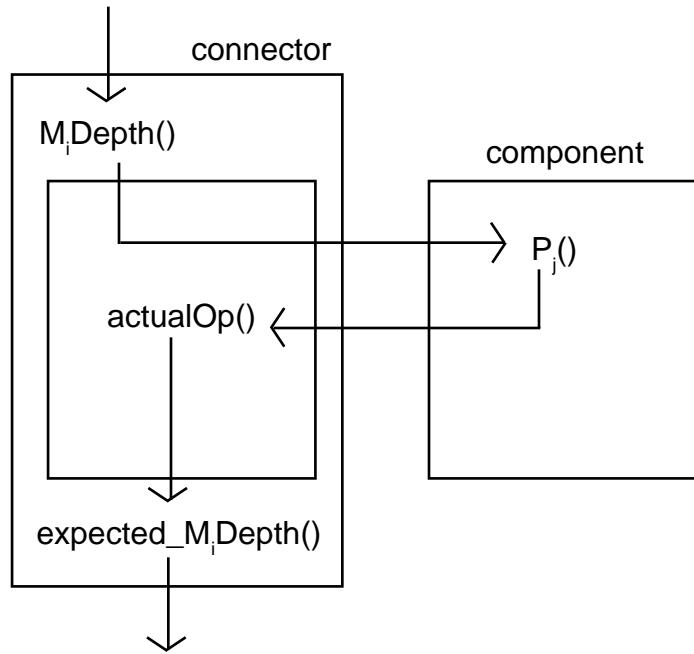 connector
MᵢDepth()
component
Pⱼ()
actualOp()
expected_MᵢDepth()